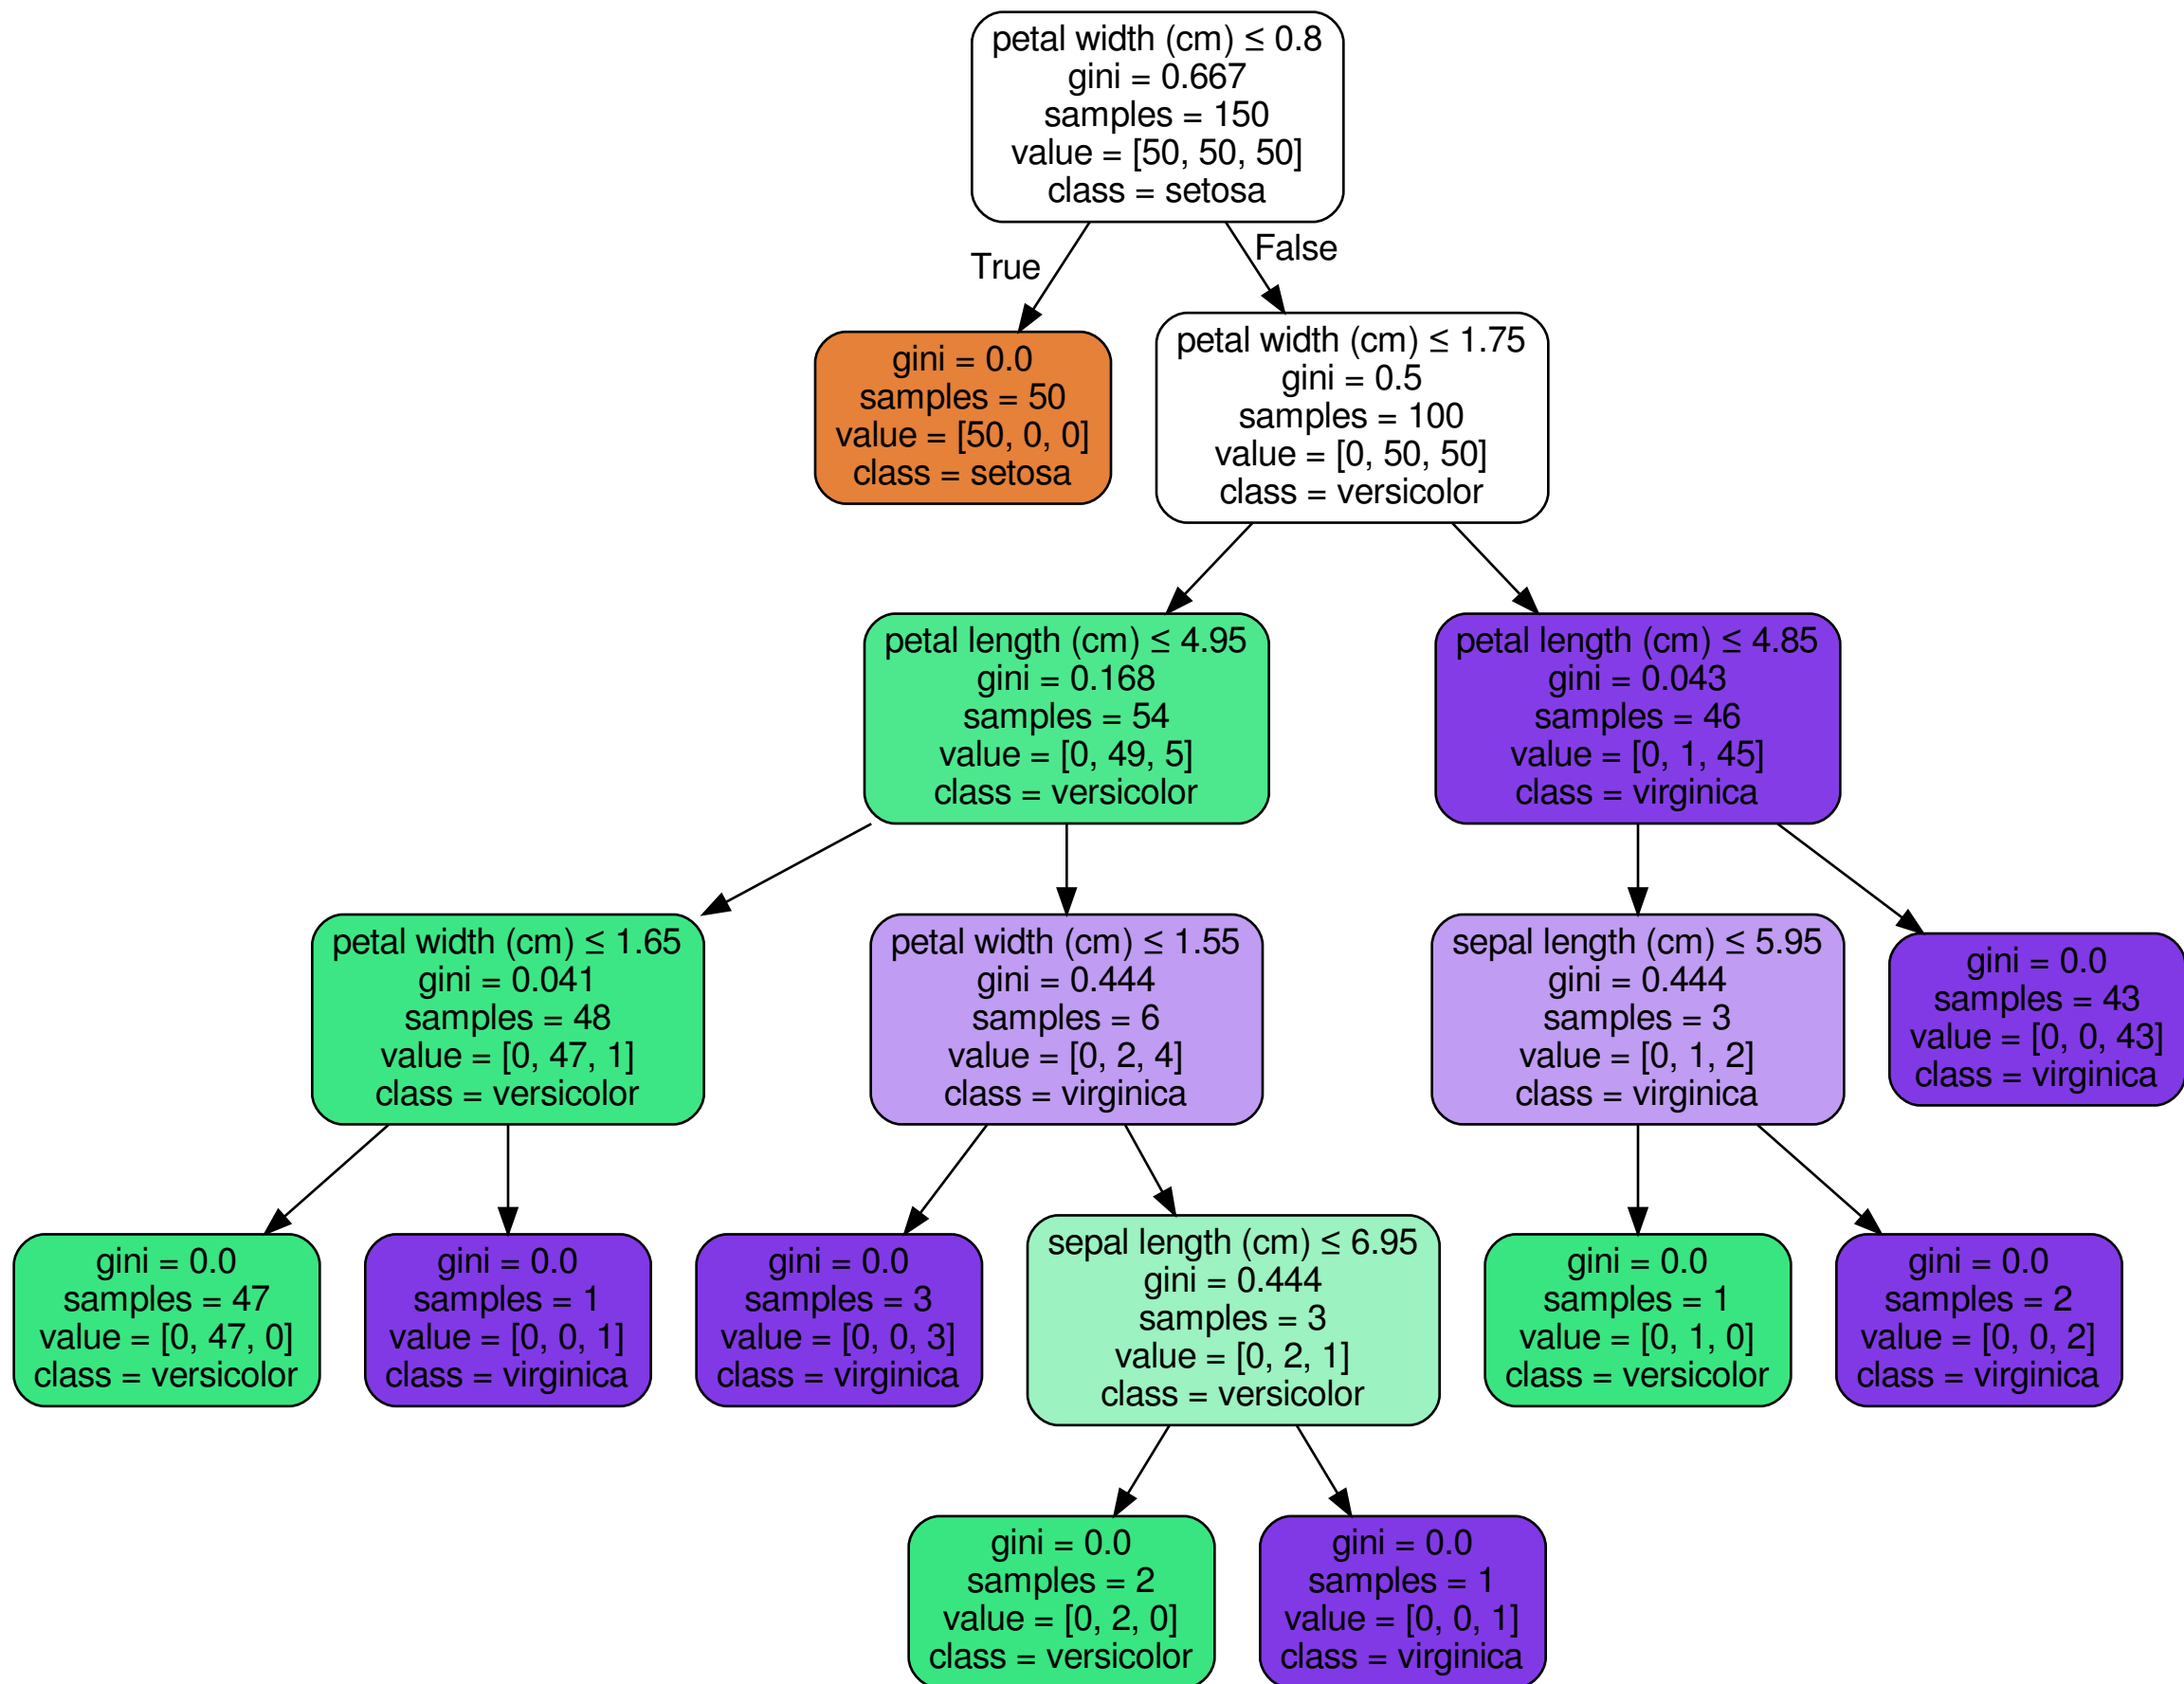 petal width (cm) ≤ 0.8
gini = 0.667
samples = 150
value = [50, 50, 50]
class = setosa
True
False
gini = 0.0
samples = 50
value = [50, 0, 0]
class = setosa
petal width (cm) ≤ 1.75
gini = 0.5
samples = 100
value = [0, 50, 50]
class = versicolor
petal length (cm) ≤ 4.95
gini = 0.168
samples = 54
value = [0, 49, 5]
class = versicolor
petal length (cm) ≤ 4.85
gini = 0.043
samples = 46
value = [0, 1, 45]
class = virginica
petal width (cm) ≤ 1.65
gini = 0.041
samples = 48
value = [0, 47, 1]
class = versicolor
petal width (cm) ≤ 1.55
gini = 0.444
samples = 6
value = [0, 2, 4]
class = virginica
sepal length (cm) ≤ 5.95
gini = 0.444
samples = 3
value = [0, 1, 2]
class = virginica
gini = 0.0
samples = 43
value = [0, 0, 43]
class = virginica
gini = 0.0
samples = 47
value = [0, 47, 0]
class = versicolor
gini = 0.0
samples = 1
value = [0, 0, 1]
class = virginica
gini = 0.0
samples = 3
value = [0, 0, 3]
class = virginica
sepal length (cm) ≤ 6.95
gini = 0.444
samples = 3
value = [0, 2, 1]
class = versicolor
gini = 0.0
samples = 1
value = [0, 1, 0]
class = versicolor
gini = 0.0
samples = 2
value = [0, 0, 2]
class = virginica
gini = 0.0
samples = 2
value = [0, 2, 0]
class = versicolor
gini = 0.0
samples = 1
value = [0, 0, 1]
class = virginica